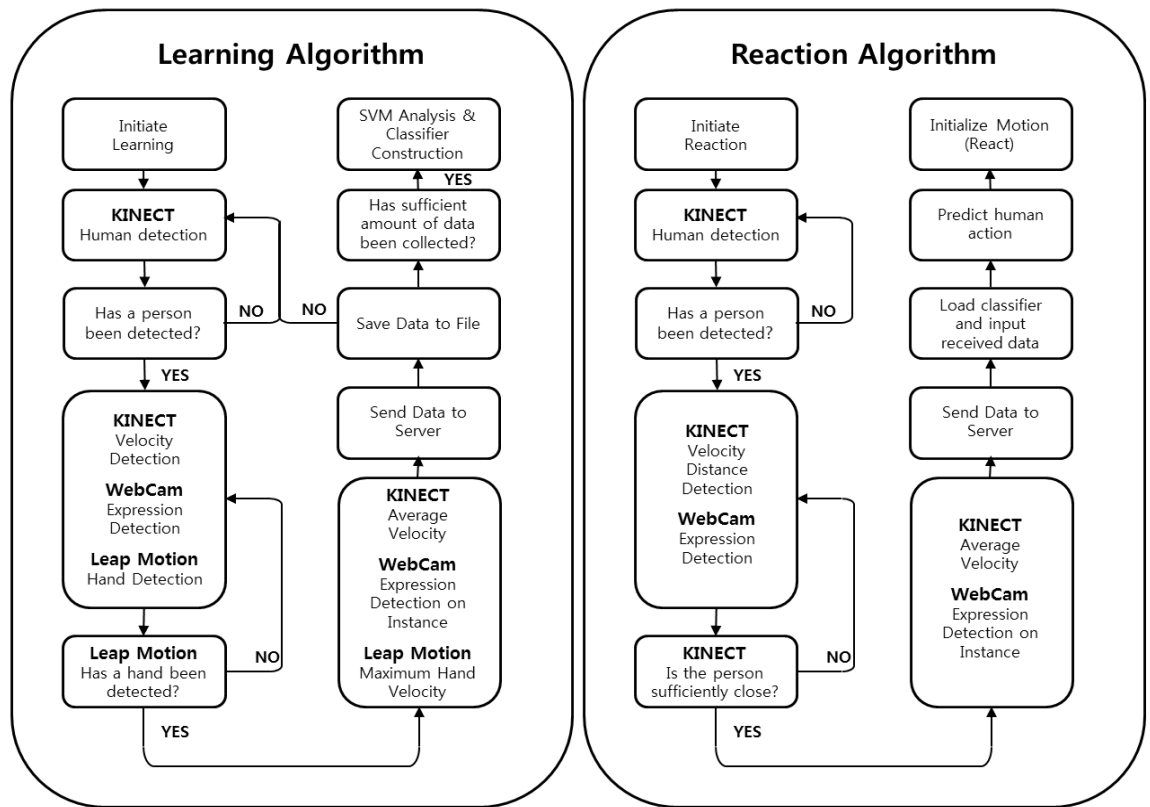 Learning Algorithm
Initiate
Learning
KINECT
Human detection
Has a person
been detected?
NO
YES
KINECT
Velocity
Detection
WebCam
Expression
Detection
Leap Motion
Hand Detection
Leap Motion
Has a hand been
detected?
NO
YES
SVM Analysis &
Classifier
Construction
YES
Has sufficient
amount of data
been collected?
NO
Save Data to File
Send Data to
Server
KINECT
Average
Velocity
WebCam
Expression
Detection on
Instance
Leap Motion
Maximum Hand
Velocity
Reaction Algorithm
Initiate
Reaction
KINECT
Human detection
Has a person
been detected?
NO
YES
KINECT
Velocity
Distance
Detection
WebCam
Expression
Detection
KINECT
Is the person
sufficiently close?
NO
YES
Initialize Motion
(React)
Predict human
action
Load classifier
and input
received data
Send Data to
Server
KINECT
Average
Velocity
WebCam
Expression
Detection on
Instance